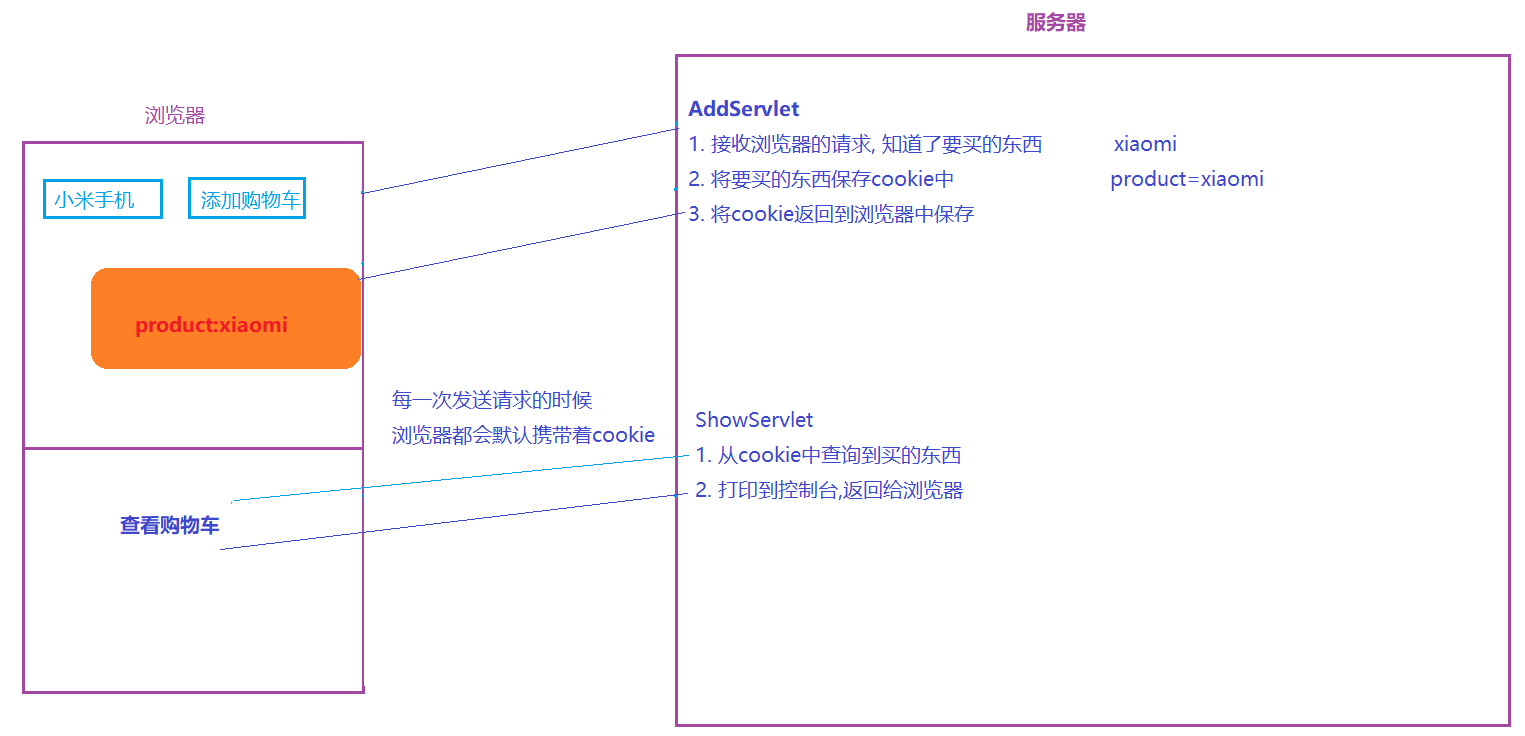 服务器
浏览器
小米手机
添加购物车
product:xiaomi
AddServlet
1. 接收浏览器的请求, 知道了要买的东西 xiaomi
2. 将要买的东西保存cookie中 product=xiaomi
3. 将cookie返回到浏览器中保存
每一次发送请求的时候
浏览器都会默认携带着cookie
ShowServlet
1. 从cookie中查询到买的东西
2. 打印到控制台,返回给浏览器
查看购物车